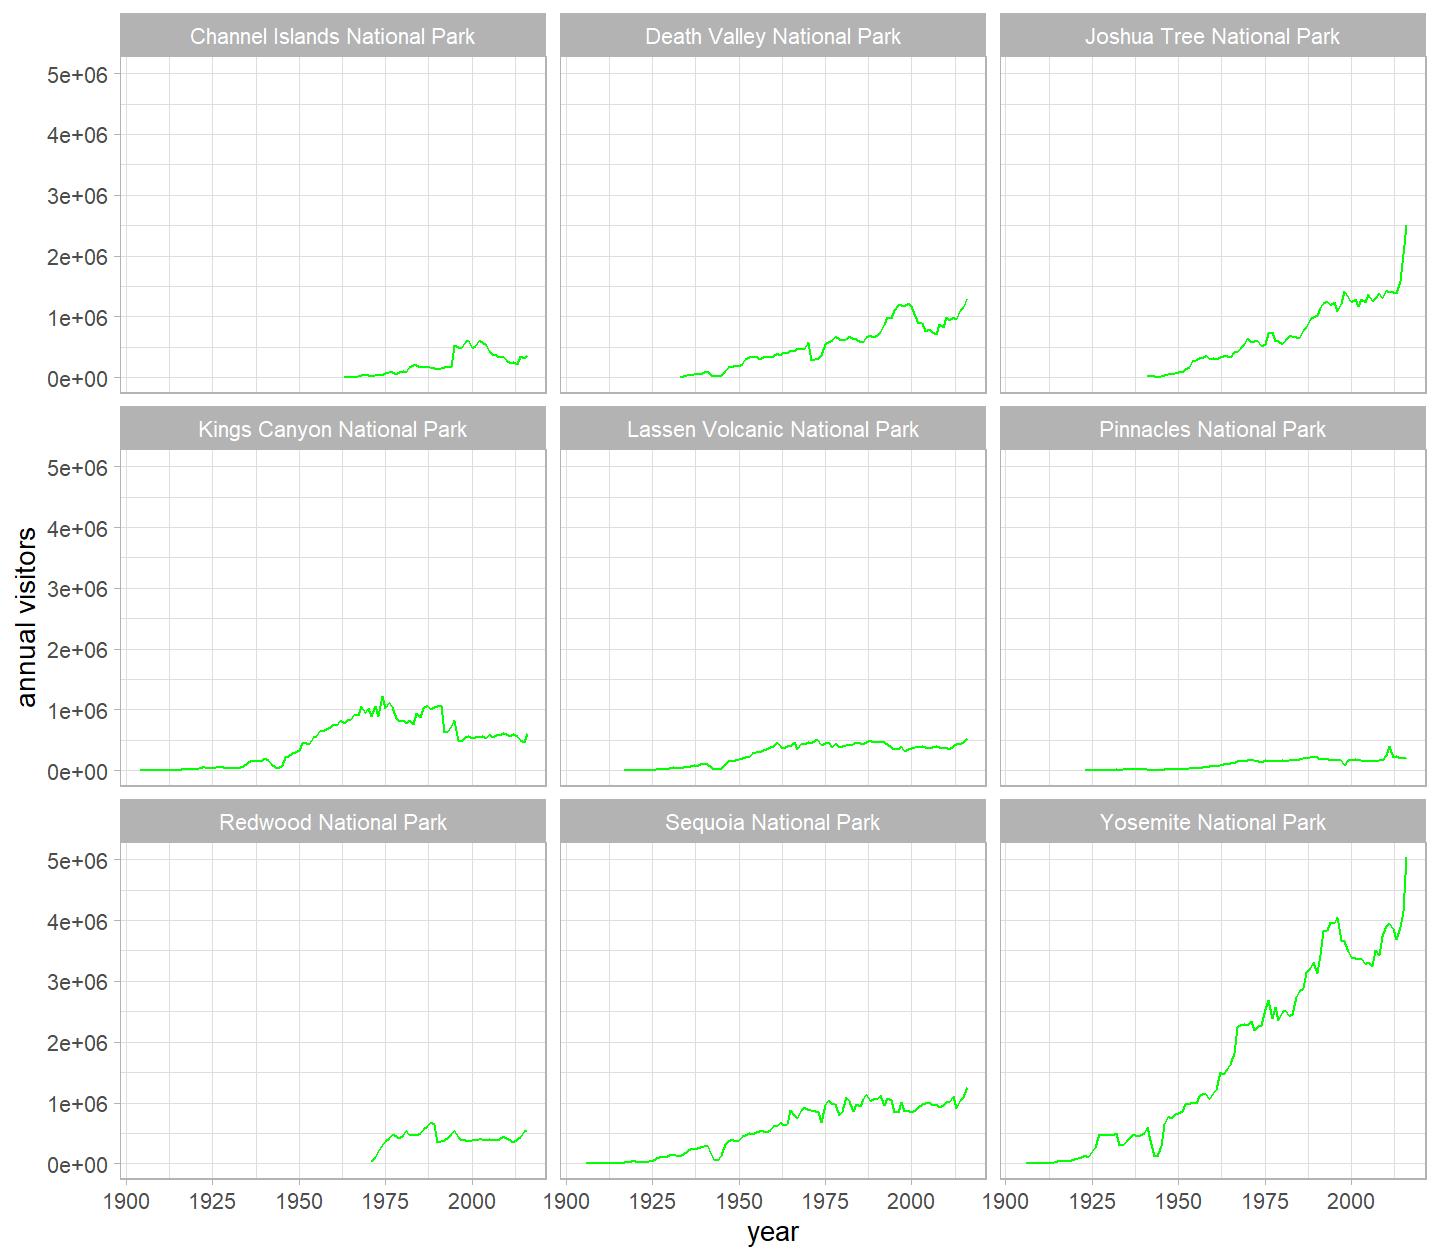 Channel Islands National Park
Death Valley National Park
Joshua Tree National Park
5e+06
4e+06
3e+06
2e+06
1e+06
0e+00
Kings Canyon National Park
Lassen Volcanic National Park
Pinnacles National Park
5e+06
4e+06
3e+06
2e+06
1e+06
0e+00
annual visitors
Redwood National Park
Sequoia National Park
Yosemite National Park
5e+06
4e+06
3e+06
2e+06
1e+06
0e+00
1900 1925 1950 1975 2000
1900 1925 1950 1975 2000
1900 1925 1950 1975 2000
year